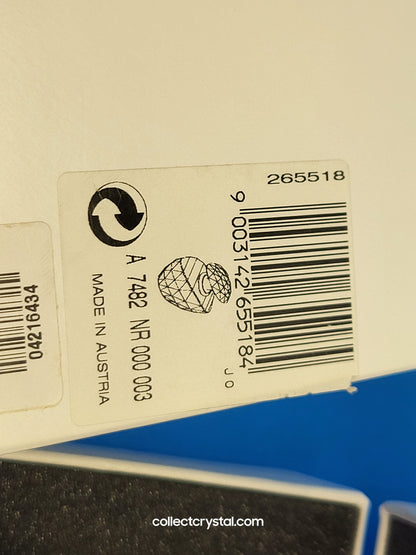 265518
9 003142 655184
J O
A 7482 NR 000 003
MADE IN AUSTRIA
04216434
collectcrystal.com